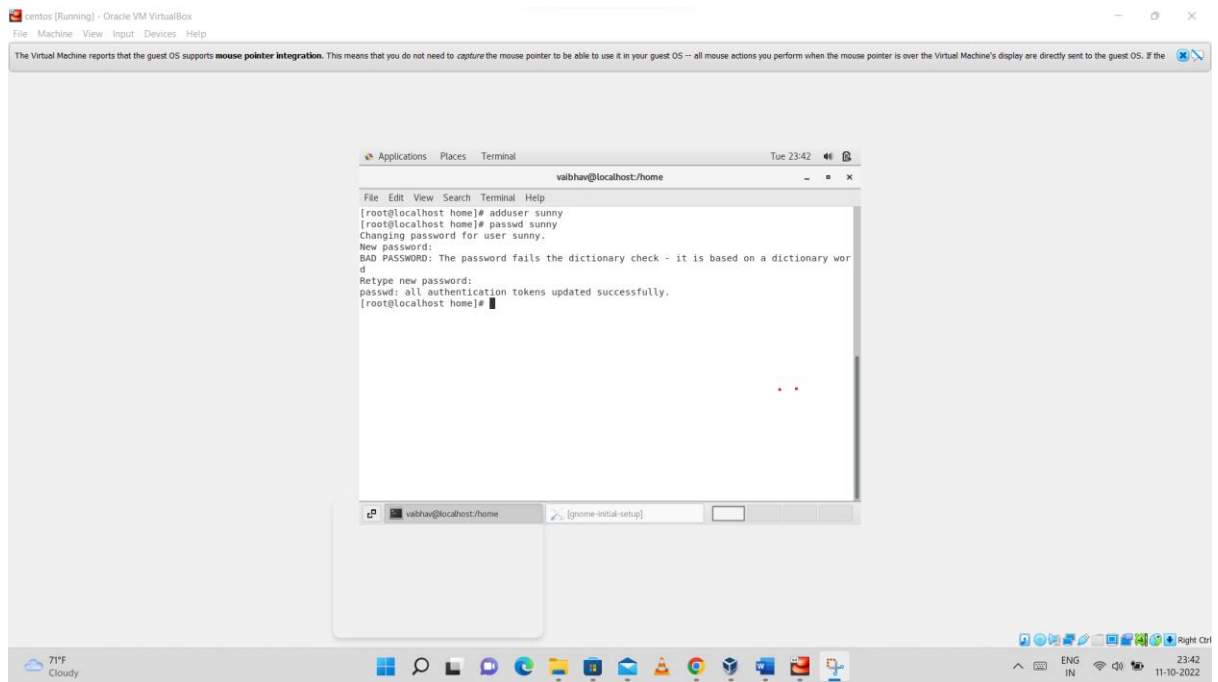 centos [Running] - Oracle VM VirtualBox
File Machine View Input Devices Help
The Virtual Machine reports that the guest OS supports mouse pointer integration. This means that you do not need to capture the mouse pointer to be able to use it in your guest OS -- all mouse actions you perform when the mouse pointer is over the Virtual Machine's display are directly sent to the guest OS. If the
Applications Places Terminal Tue 23:42
vaibhav@localhost:/home
File Edit View Search Terminal Help
[root@localhost home]# adduser sunny
[root@localhost home]# passwd sunny
Changing password for user sunny.
New password:
BAD PASSWORD: The password fails the dictionary check - it is based on a dictionary wor
d
Retype new password:
passwd: all authentication tokens updated successfully.
[root@localhost home]#
vaibhav@localhost:/home [gnome-initial-setup]
Right Ctrl
71°F
Cloudy
ENG
IN
23:42
11-10-2022